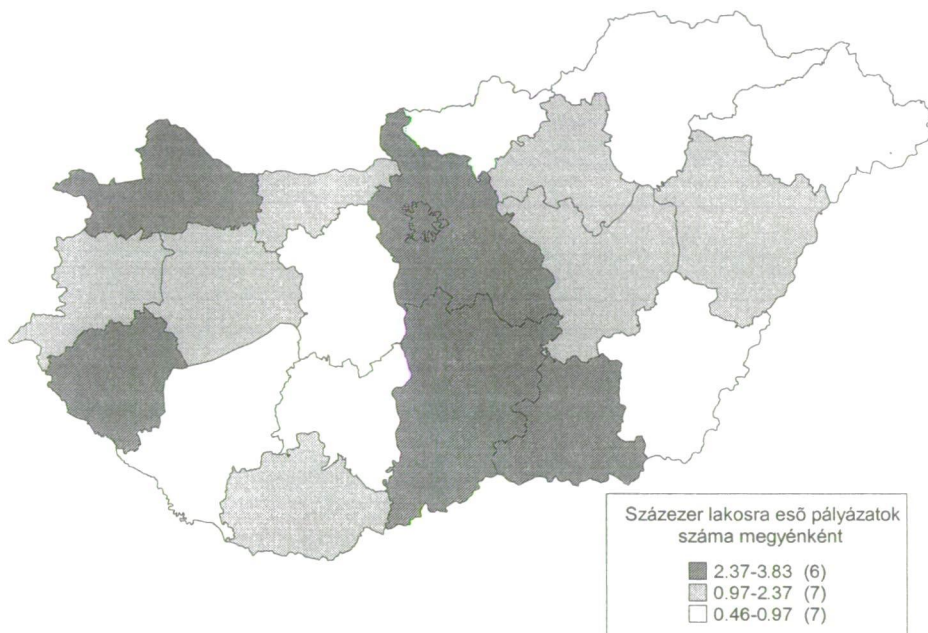 Százezer lakosra eső pályázatok
száma megyénként
2.37-3.83 (6)
0.97-2.37 (7)
0.46-0.97 (7)